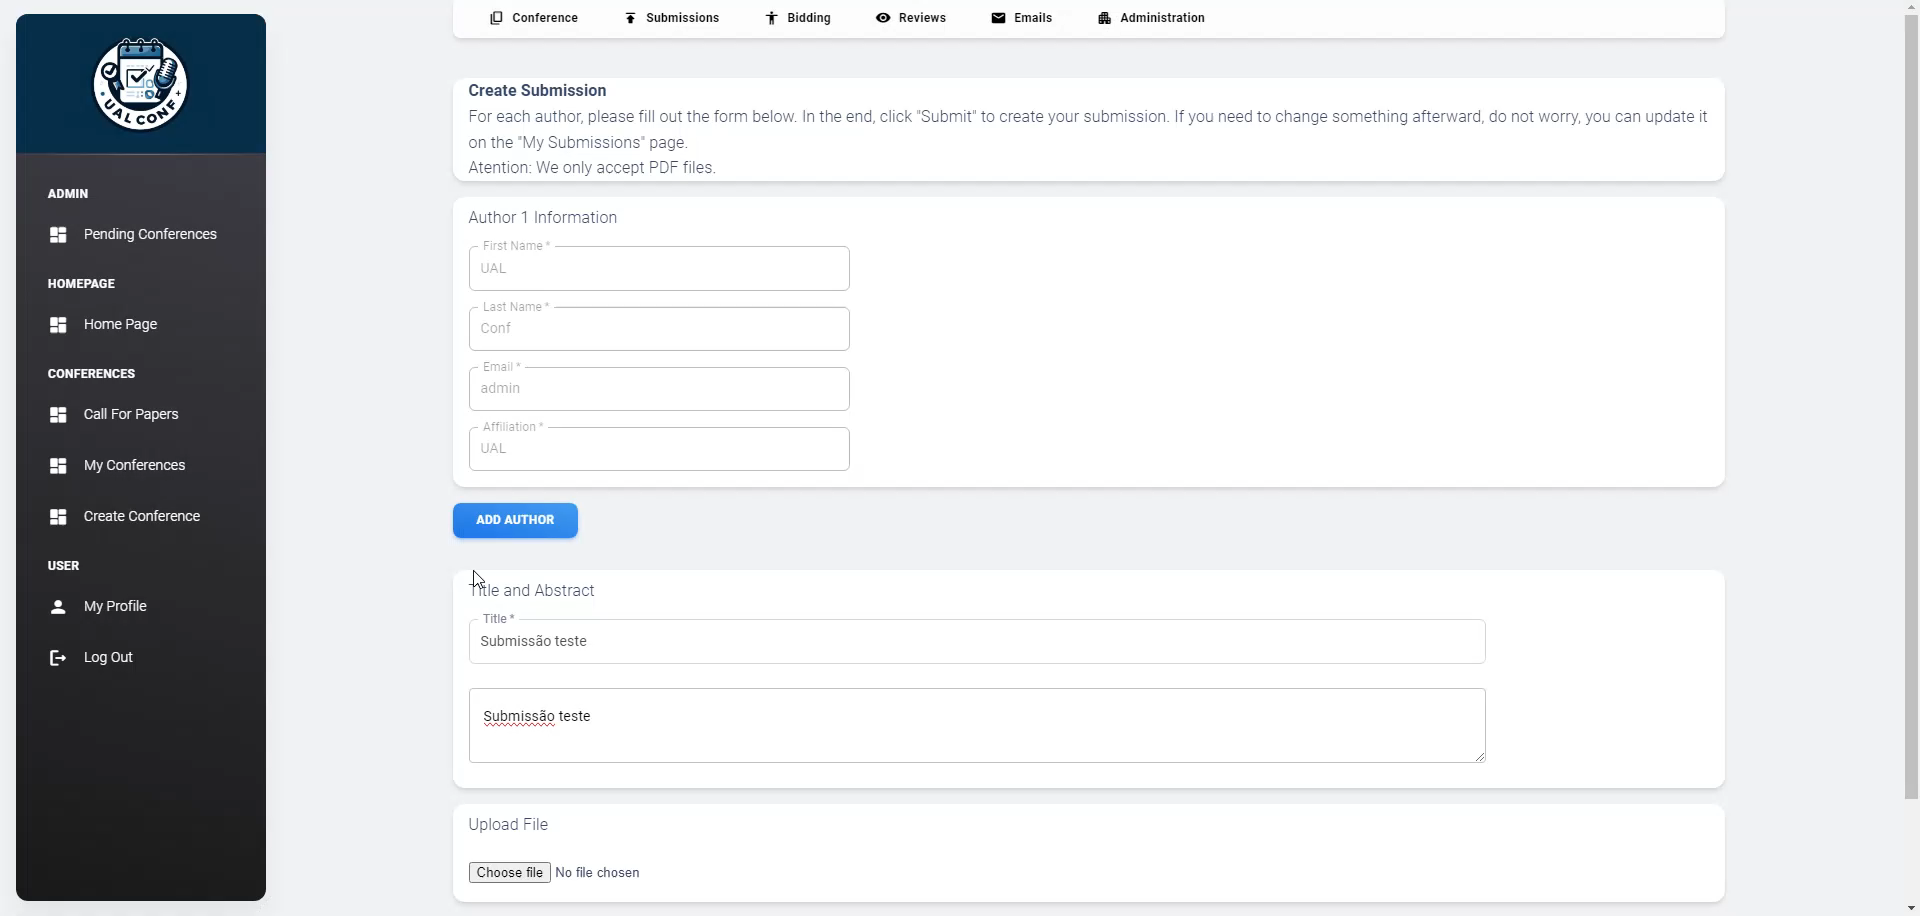 UAL CONF
ADMIN
Pending Conferences
HOMEPAGE
Home Page
CONFERENCES
Call For Papers
My Conferences
Create Conference
USER
My Profile
Log Out
Conference
Submissions
Bidding
Reviews
Emails
Administration
Create Submission
For each author, please fill out the form below. In the end, click "Submit" to create your submission. If you need to change something afterward, do not worry, you can update it
on the "My Submissions" page.
Atention: We only accept PDF files.
Author 1 Information
First Name *
UAL
Last Name *
Conf
Email *
admin
Affiliation *
UAL
ADD AUTHOR
Title and Abstract
Title *
Submissão teste
Submissão teste
Upload File
Choose file No file chosen